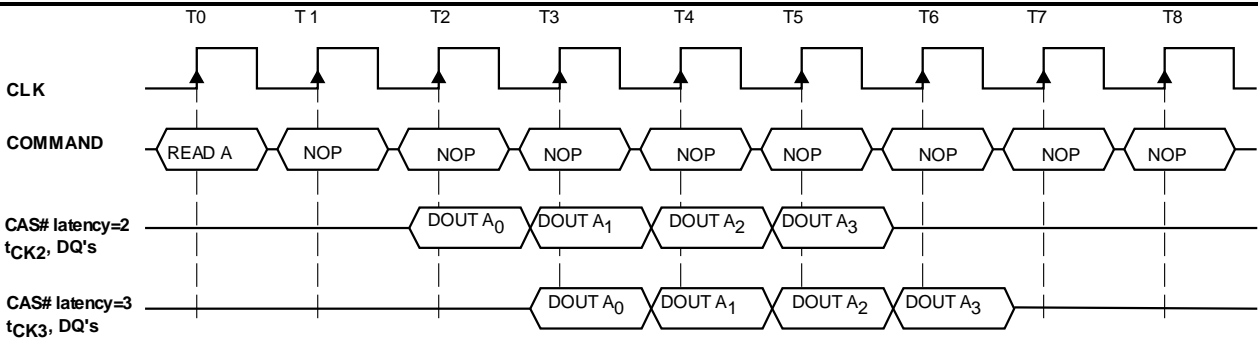 T0 T 1 T2 T3 T4 T5 T6 T7 T8
CLK
COMMAND READ A NOP NOP NOP NOP NOP NOP NOP NOP
CAS# latency=2 DOUT A0 DOUT A1 DOUT A2 DOUT A3
tCK2, DQ's
CAS# latency=3 DOUT A0 DOUT A1 DOUT A2 DOUT A3
tCK3, DQ's